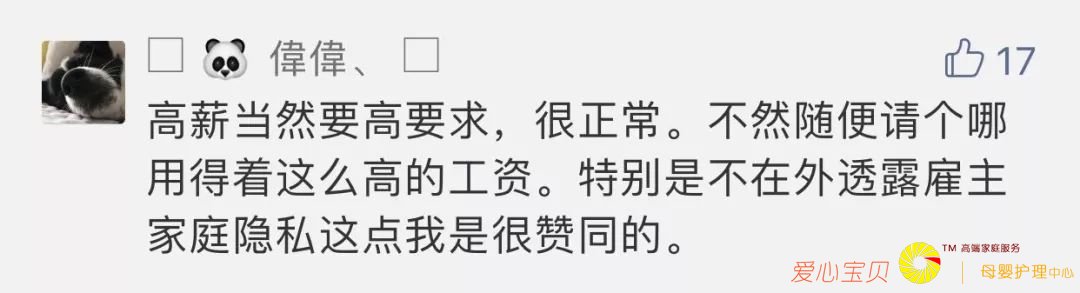 偉偉、
17
高薪当然要高要求，很正常。不然随便请个哪
用得着这么高的工资。特别是不在外透露雇主
家庭隐私这点我是很赞同的。
爱心宝贝
TM 高端家庭服务
母婴护理中心